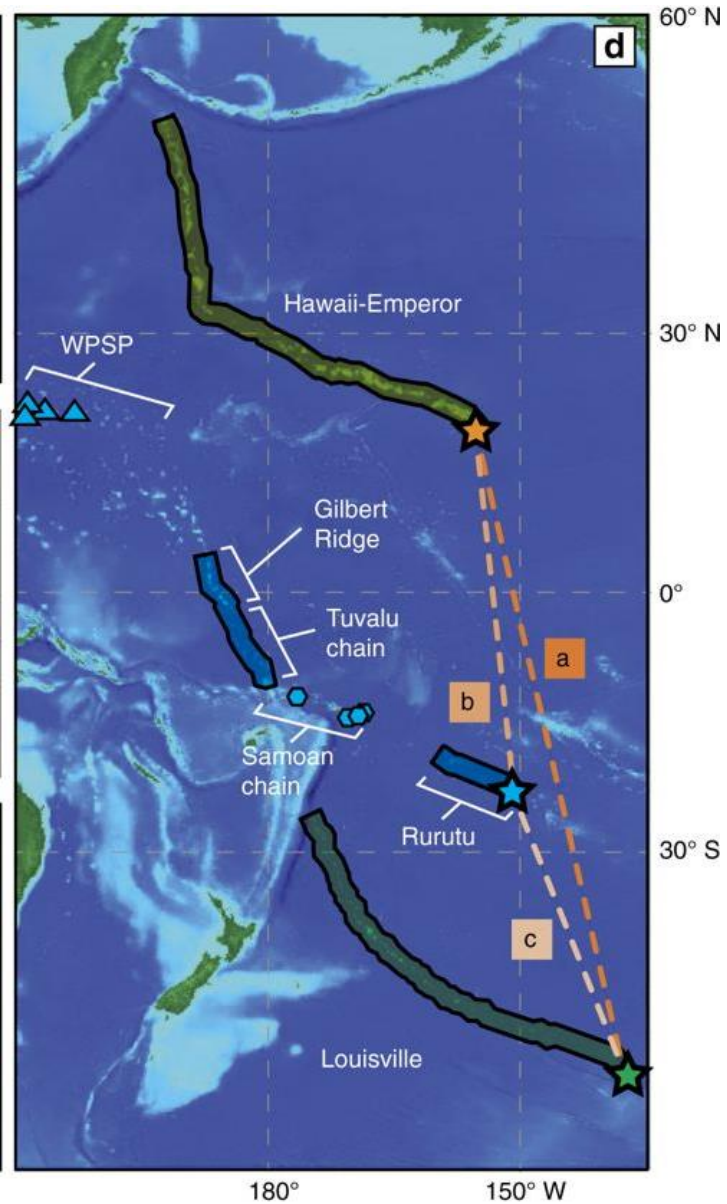 60° N
d
Hawaii-Emperor
30° N
WPSP
Gilbert
Ridge
0°
Tuvalu
chain
a
b
Samoan
chain
Rurutu
30° S
c
Louisville
180°
150° W